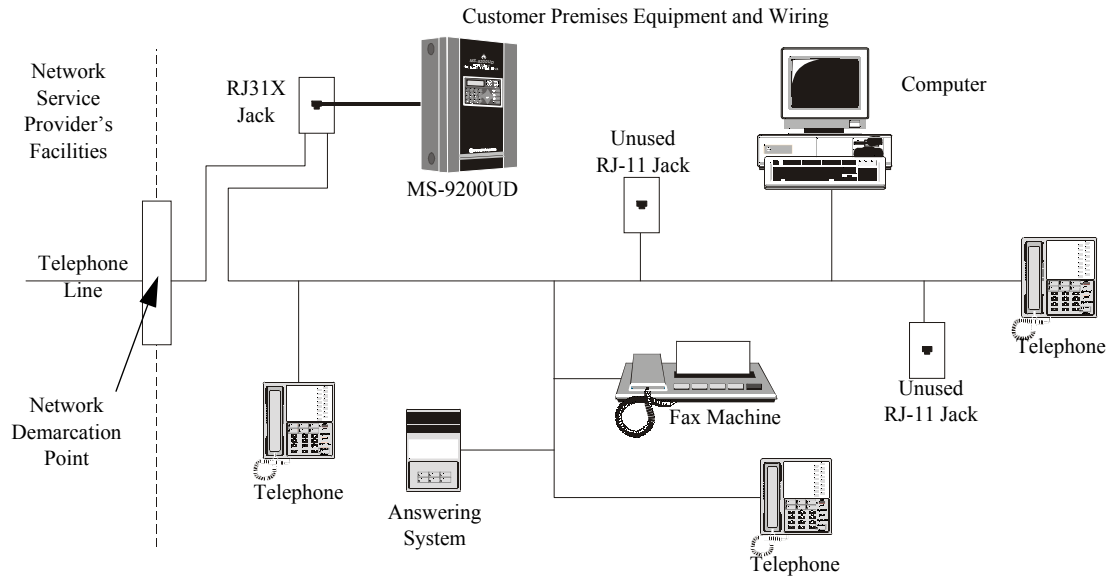 Customer Premises Equipment and Wiring
Network
Service
Provider's
Facilities
RJ31X
Jack
MS-9200UD
Unused
RJ-11 Jack
Computer
Telephone
Line
Telephone
Unused
RJ-11 Jack
Fax Machine
Network
Demarcation
Point
Telephone
Answering
System
Telephone